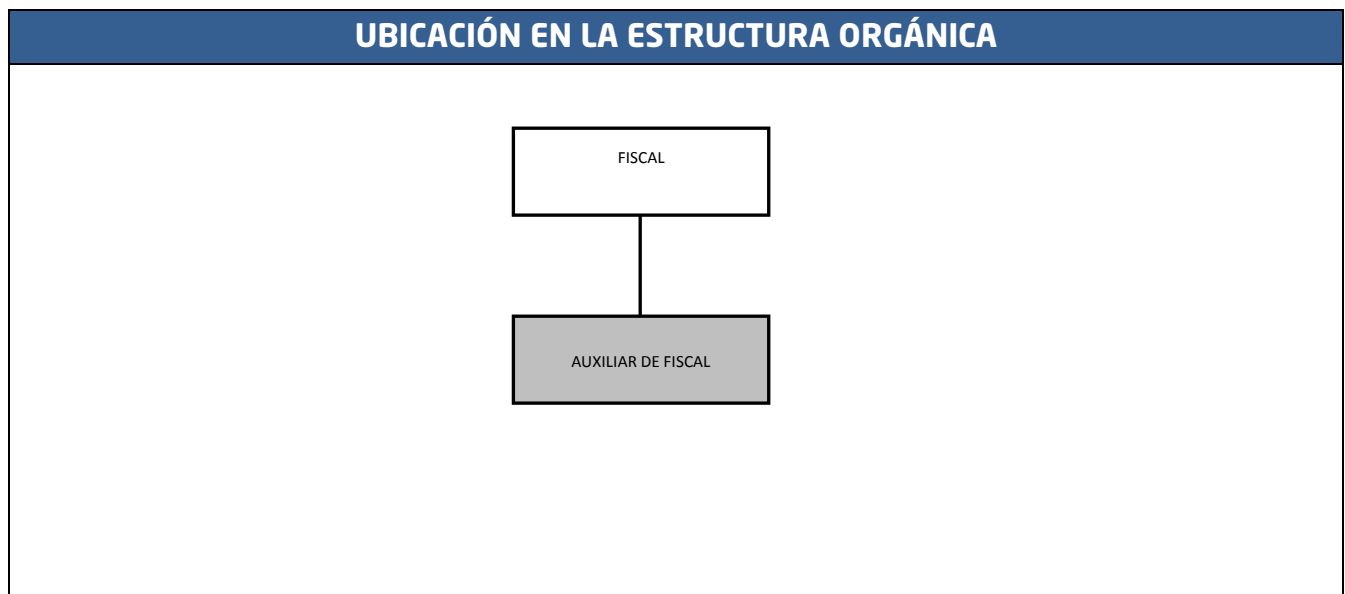 UBICACIÓN EN LA ESTRUCTURA ORGÁNICA
FISCAL
AUXILIAR DE FISCAL